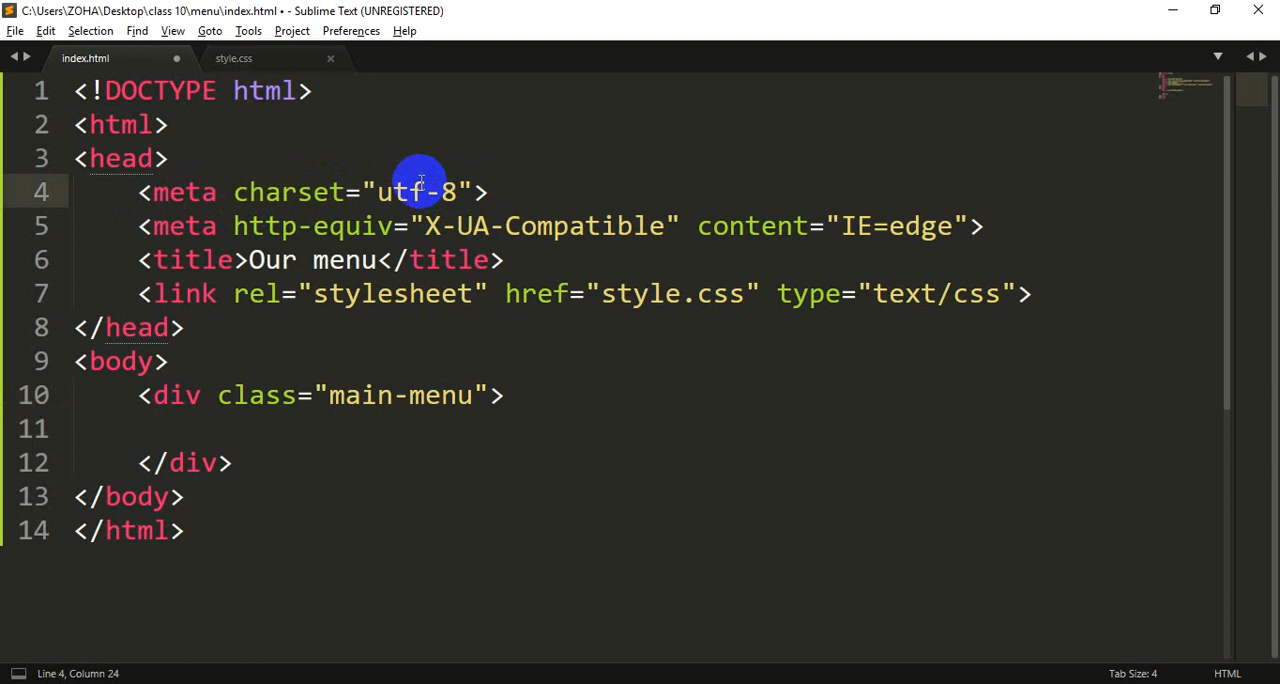 C:\Users\ZOHA\Desktop\class 10\menu\index.html • - Sublime Text (UNREGISTERED)
File Edit Selection Find View Goto Tools Project Preferences Help
index.html style.css
1 <!DOCTYPE html>
2 <html>
3 <head>
4 <meta charset="utf-8">
5 <meta http-equiv="X-UA-Compatible" content="IE=edge">
6 <title>Our menu</title>
7 <link rel="stylesheet" href="style.css" type="text/css">
8 </head>
9 <body>
10 <div class="main-menu">
11
12 </div>
13 </body>
14 </html>
Line 4, Column 24 Tab Size: 4 HTML